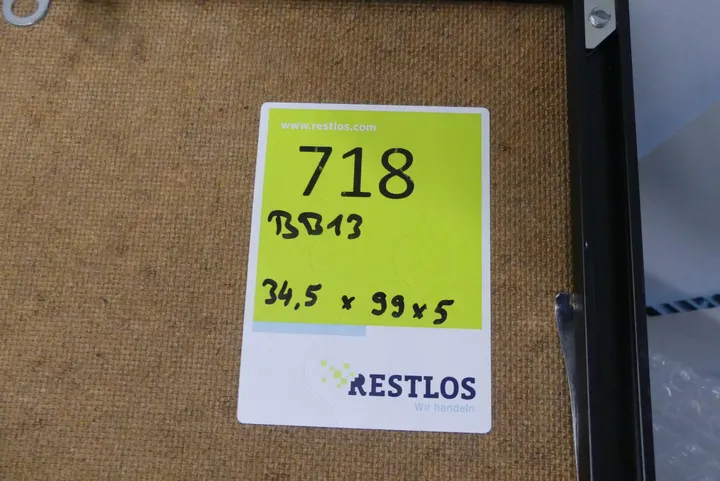 www.restlos.com
718
BB13
34,5 x 99 x 5
RESTLOS
Wir handeln